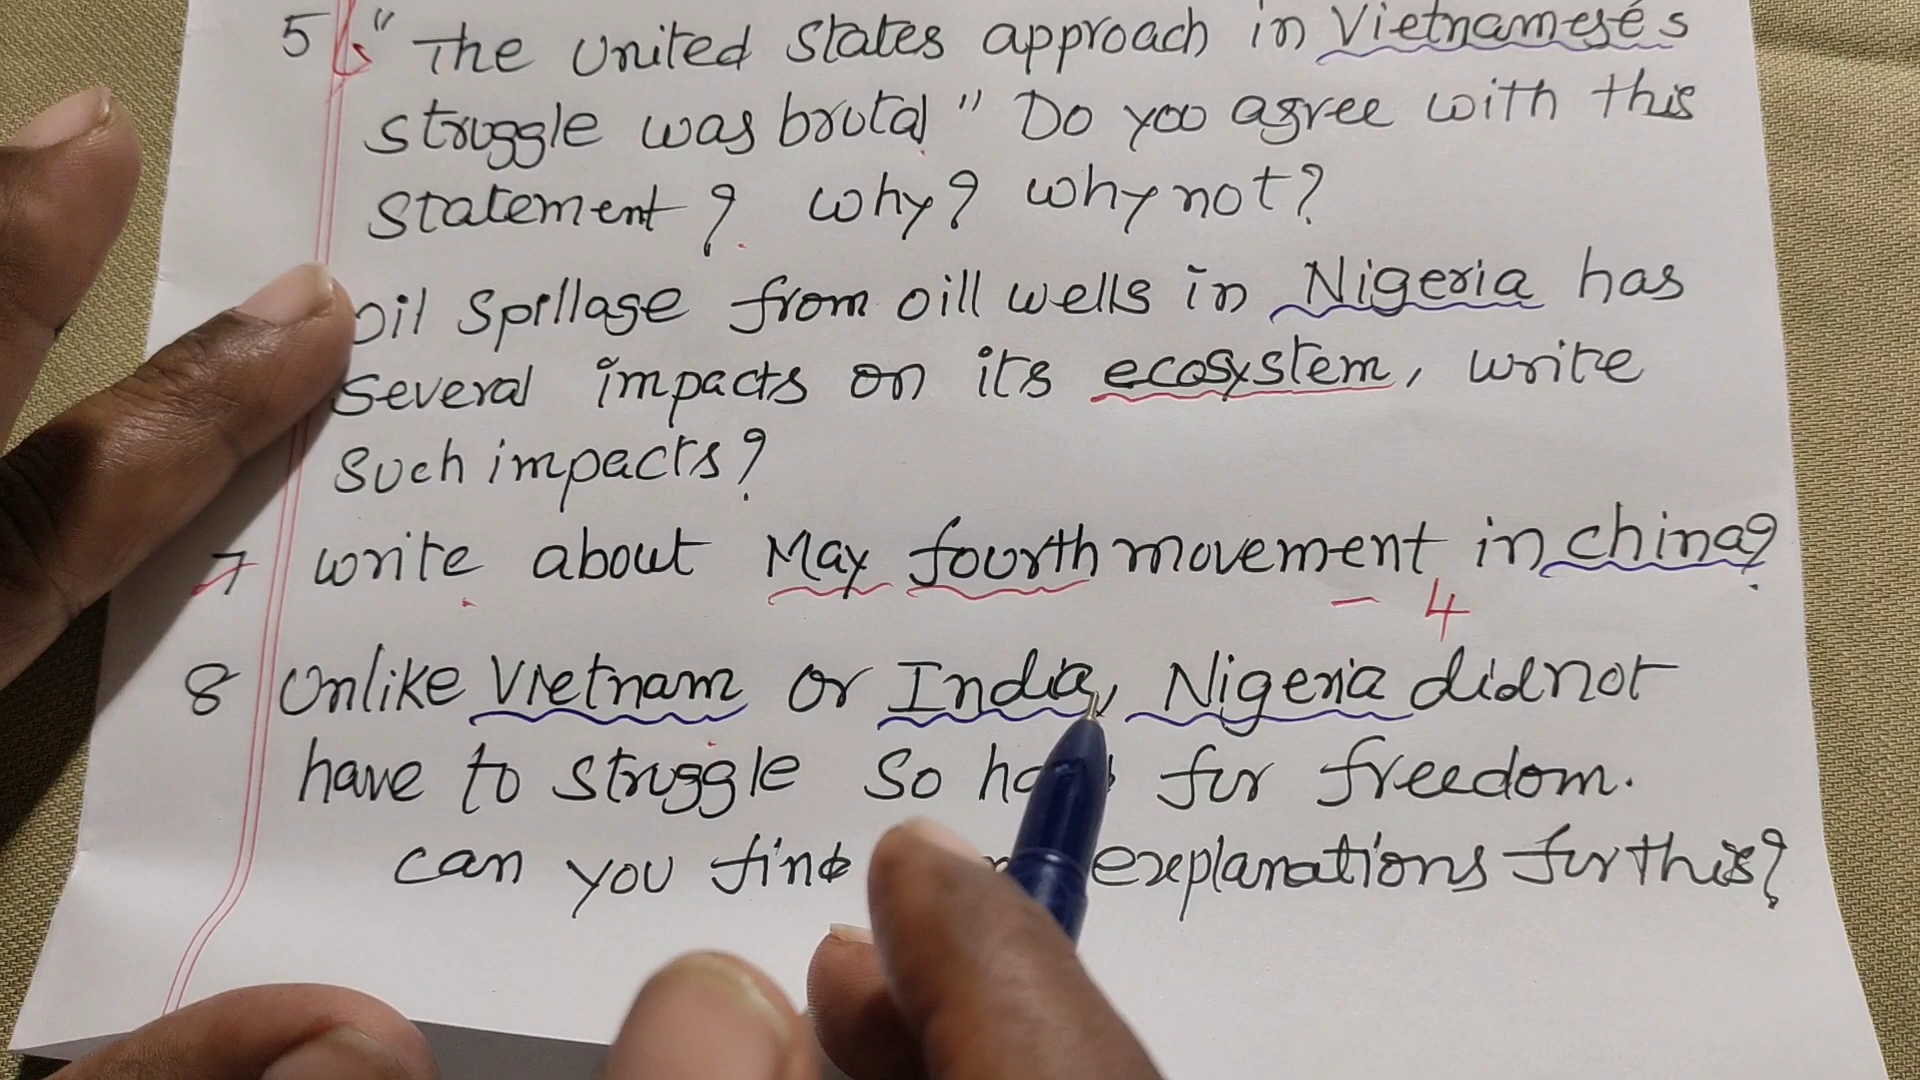 5 "The United States approach in Vietnamese's
struggle was brutal" Do you agree with this
statement? why? why not?
oil Spillage from oill wells in Nigeria has
several impacts on its ecosystem, write
Such impacts?
7 write about May fourth movement in china?
- 4
8 Unlike Vietnam or India, Nigeria did not
have to struggle So for freedom.
can you find explanations for this?